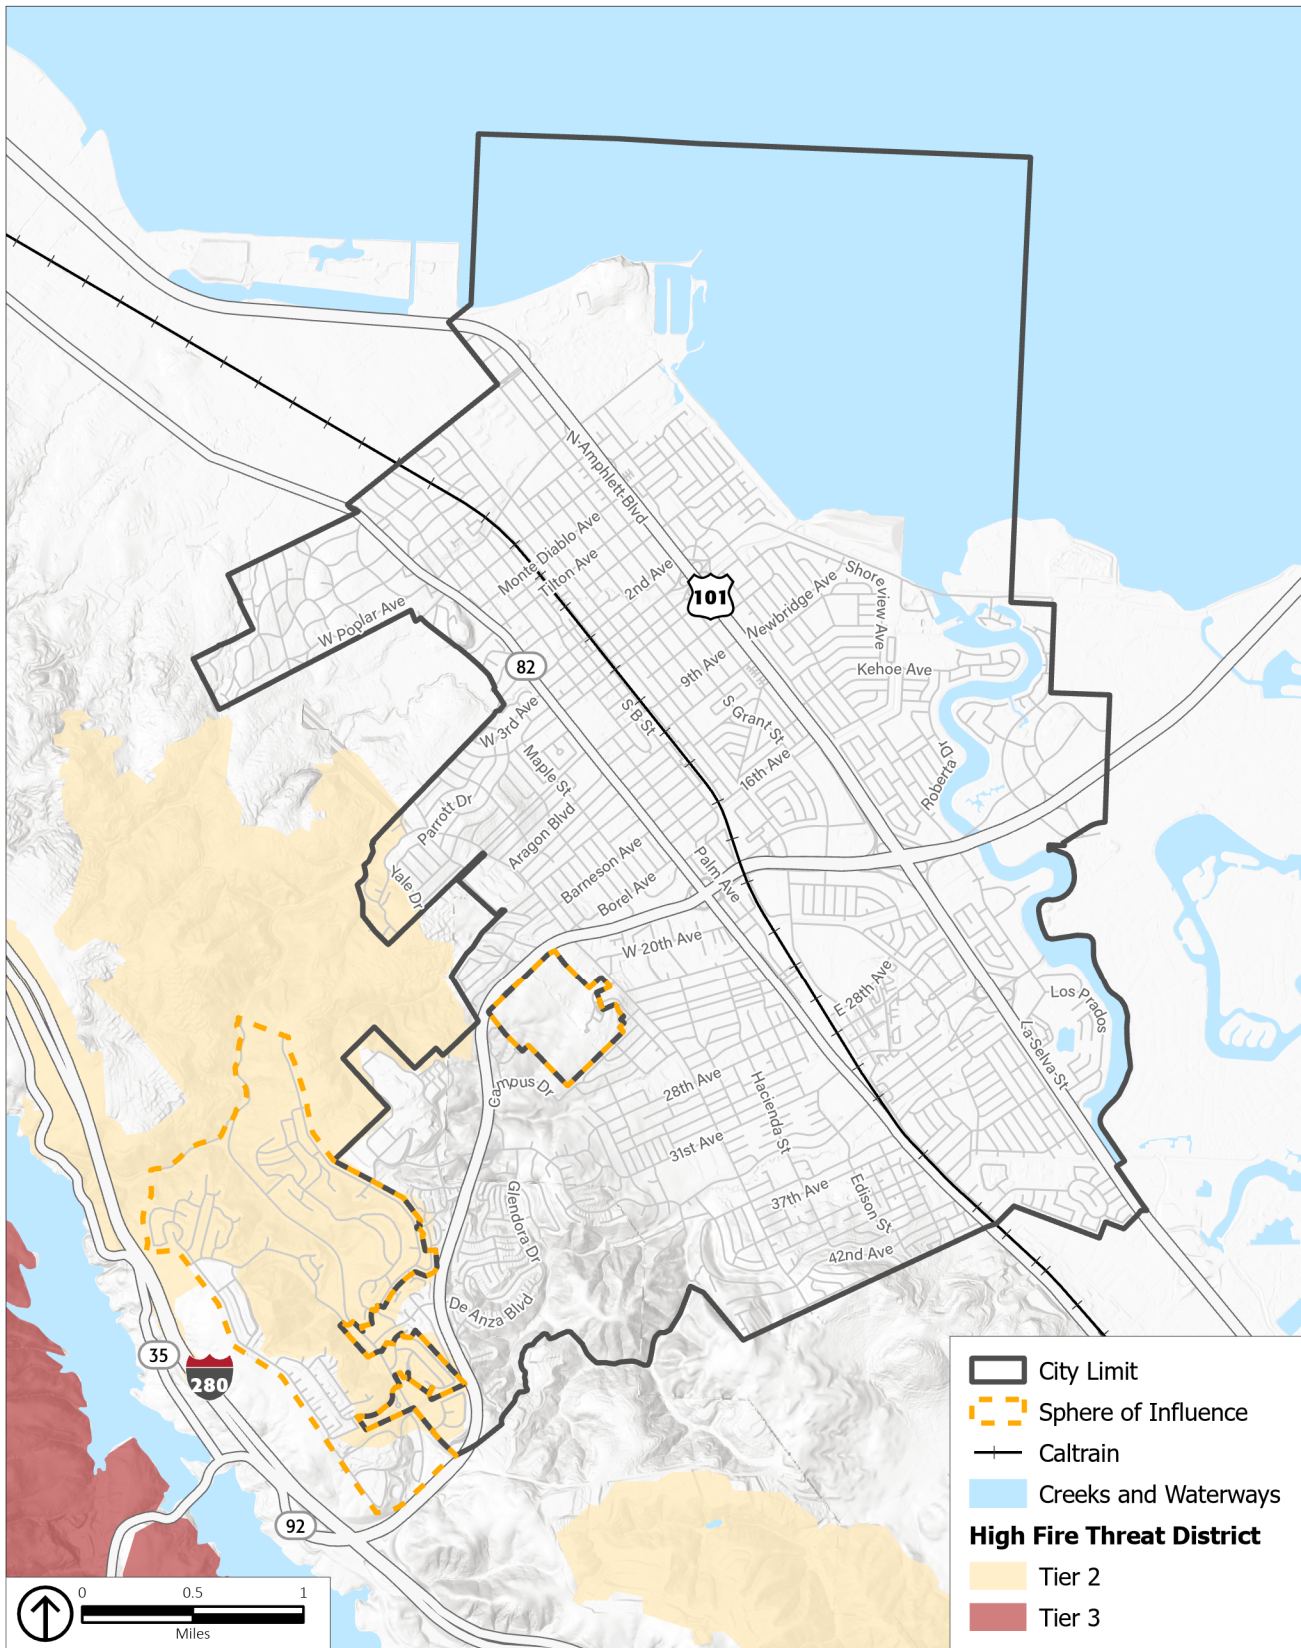 N Amphlett Blvd
Monte Diablo Ave
Tilton Ave
2nd Ave
101
Newbridge Ave
Shoreview Ave
W Poplar Ave
82
9th Ave
Kehoe Ave
W 3rd Ave
S B St
S Grant St
Maple St
16th Ave
Roberta Dr
Parrott Dr
Aragon Blvd
Yale Dr
Barneson Ave
Borel Ave
Palm Ave
W 20th Ave
E 28th Ave
Los Prados
La Selva St
Campus Dr
28th Ave
Hacienda St
31st Ave
37th Ave
Edison St
Glendora Dr
42nd Ave
De Anza Blvd
35
280
92
City Limit
Sphere of Influence
Caltrain
Creeks and Waterways
High Fire Threat District
Tier 2
Tier 3
0 0.5 1
Miles